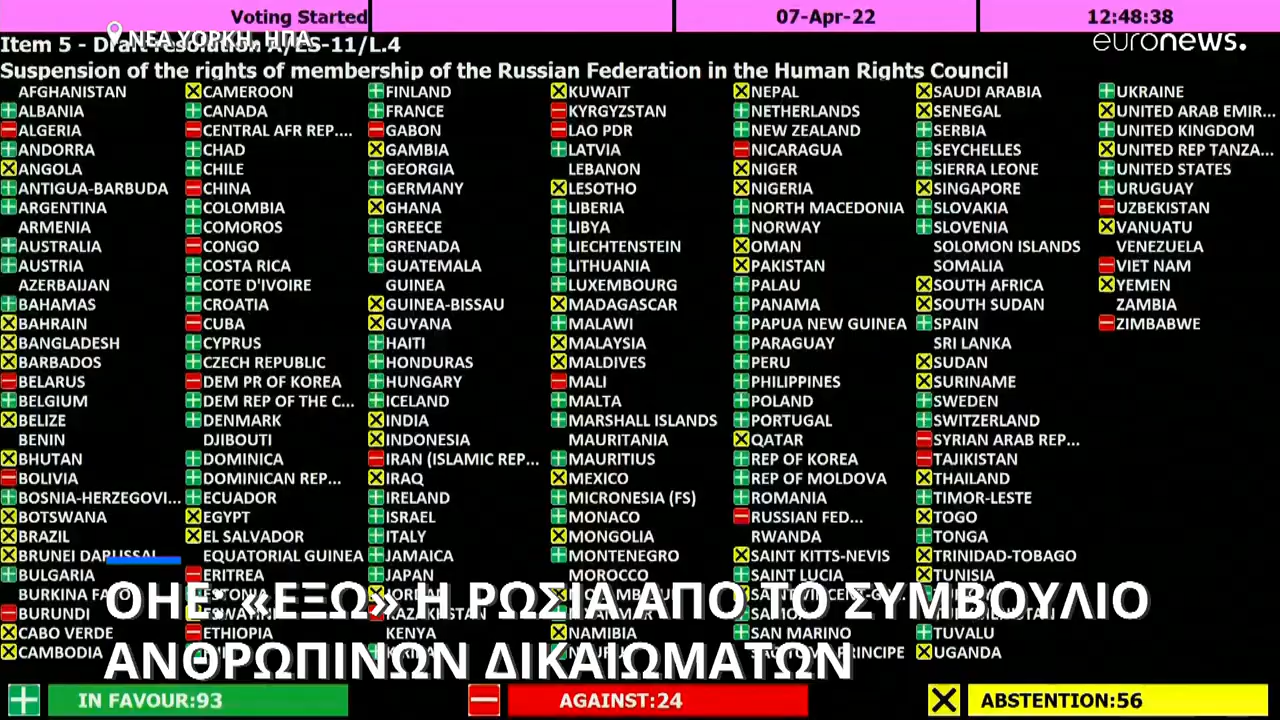 Voting Started 07-Apr-22 12:48:38
ΝΕΑ ΥΟΡΚΗ, ΗΠΑ
euronews.
Item 5 - Draft resolution A/ES-11/L.4
Suspension of the rights of membership of the Russian Federation in the Human Rights Council
AFGHANISTAN CAMEROON FINLAND KUWAIT NEPAL SAUDI ARABIA UKRAINE
ALBANIA CANADA FRANCE KYRGYZSTAN NETHERLANDS SENEGAL UNITED ARAB EMIR...
ALGERIA CENTRAL AFR REP.... GABON LAO PDR NEW ZEALAND SERBIA UNITED KINGDOM
ANDORRA CHAD GAMBIA LATVIA NICARAGUA SEYCHELLES UNITED REP TANZA...
ANGOLA CHILE GEORGIA LEBANON NIGER SIERRA LEONE UNITED STATES
ANTIGUA-BARBUDA CHINA GERMANY LESOTHO NIGERIA SINGAPORE URUGUAY
ARGENTINA COLOMBIA GHANA LIBERIA NORTH MACEDONIA SLOVAKIA UZBEKISTAN
ARMENIA COMOROS GREECE LIBYA NORWAY SLOVENIA VANUATU
AUSTRALIA CONGO GRENADA LIECHTENSTEIN OMAN SOLOMON ISLANDS VENEZUELA
AUSTRIA COSTA RICA GUATEMALA LITHUANIA PAKISTAN SOMALIA VIET NAM
AZERBAIJAN COTE D'IVOIRE GUINEA LUXEMBOURG PALAU SOUTH AFRICA YEMEN
BAHAMAS CROATIA GUINEA-BISSAU MADAGASCAR PANAMA SOUTH SUDAN ZAMBIA
BAHRAIN CUBA GUYANA MALAWI PAPUA NEW GUINEA SPAIN ZIMBABWE
BANGLADESH CYPRUS HAITI MALAYSIA PARAGUAY SRI LANKA
BARBADOS CZECH REPUBLIC HONDURAS MALDIVES PERU SUDAN
BELARUS DEM PR OF KOREA HUNGARY MALI PHILIPPINES SURINAME
BELGIUM DEM REP OF THE C... ICELAND MALTA POLAND SWEDEN
BELIZE DENMARK INDIA MARSHALL ISLANDS PORTUGAL SWITZERLAND
BENIN DJIBOUTI INDONESIA MAURITANIA QATAR SYRIAN ARAB REP...
BHUTAN DOMINICA IRAN (ISLAMIC REP... MAURITIUS REP OF KOREA TAJIKISTAN
BOLIVIA DOMINICAN REP... IRAQ MEXICO REP OF MOLDOVA THAILAND
BOSNIA-HERZEGOVI... ECUADOR IRELAND MICRONESIA (FS) ROMANIA TIMOR-LESTE
BOTSWANA EGYPT ISRAEL MONACO RUSSIAN FED... TOGO
BRAZIL EL SALVADOR ITALY MONGOLIA RWANDA TONGA
BRUNEI DARUSSAL EQUATORIAL GUINEA JAMAICA MONTENEGRO SAINT KITTS-NEVIS TRINIDAD-TOBAGO
BULGARIA ERITREA JAPAN MOROCCO SAINT LUCIA TUNISIA
BURUNDI
CABO VERDE ETHIOPIA KENYA NAMIBIA SAN MARINO TUVALU
CAMBODIA UGANDA
ΟΗΕ: «ΕΞΩ» Η ΡΩΣΙΑ ΑΠΟ ΤΟ ΣΥΜΒΟΥΛΙΟ
ΑΝΘΡΩΠΙΝΩΝ ΔΙΚΑΙΩΜΑΤΩΝ
IN FAVOUR:93 AGAINST:24 ABSTENTION:56